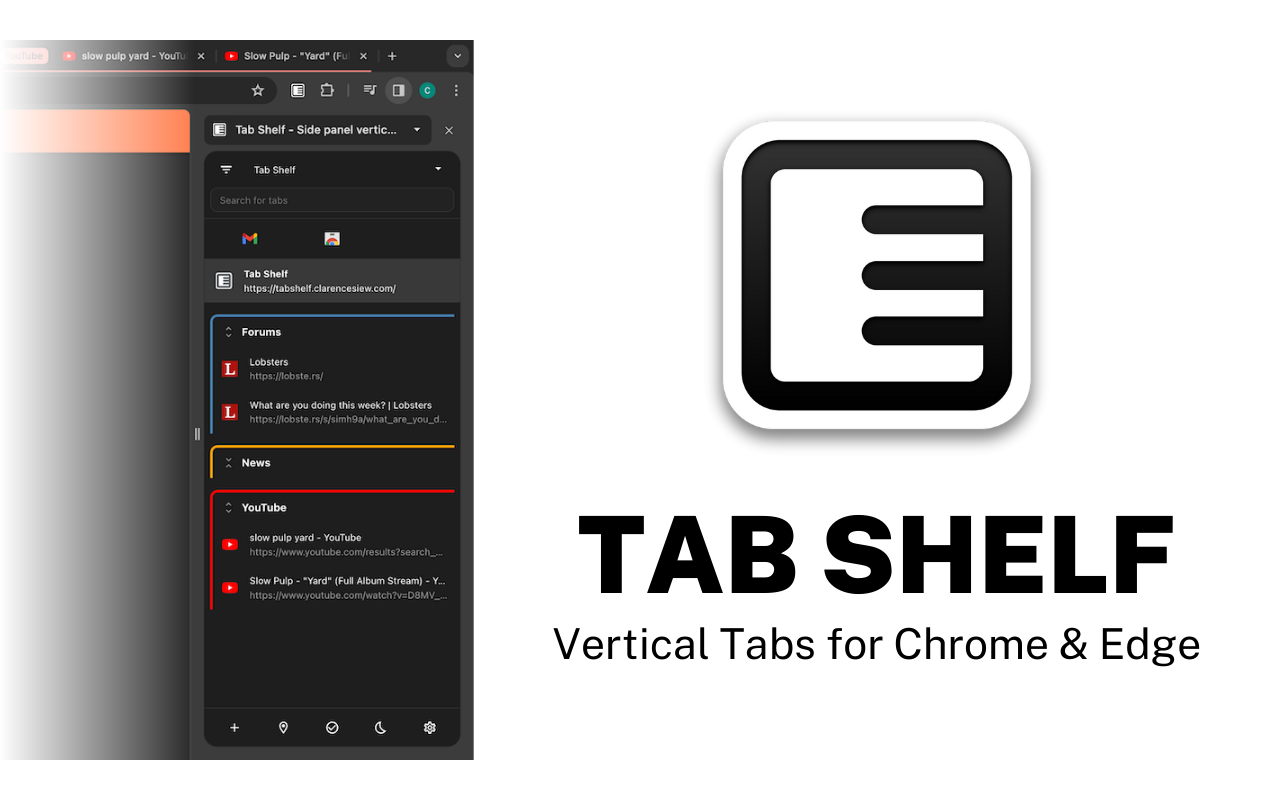 YouTube
slow pulp yard - YouTu
Slow Pulp - "Yard" (Fu
C
Tab Shelf - Side panel vertic...
Tab Shelf
Search for tabs
Tab Shelf
https://tabshelf.clarencesiew.com/
Forums
L
Lobsters
https://lobste.rs/
L
What are you doing this week? | Lobsters
https://lobste.rs/s/simh9a/what_are_you_d...
News
YouTube
slow pulp yard - YouTube
https://www.youtube.com/results?search_...
Slow Pulp - "Yard" (Full Album Stream) - Y...
https://www.youtube.com/watch?v=D8MV_...
TAB SHELF
Vertical Tabs for Chrome & Edge